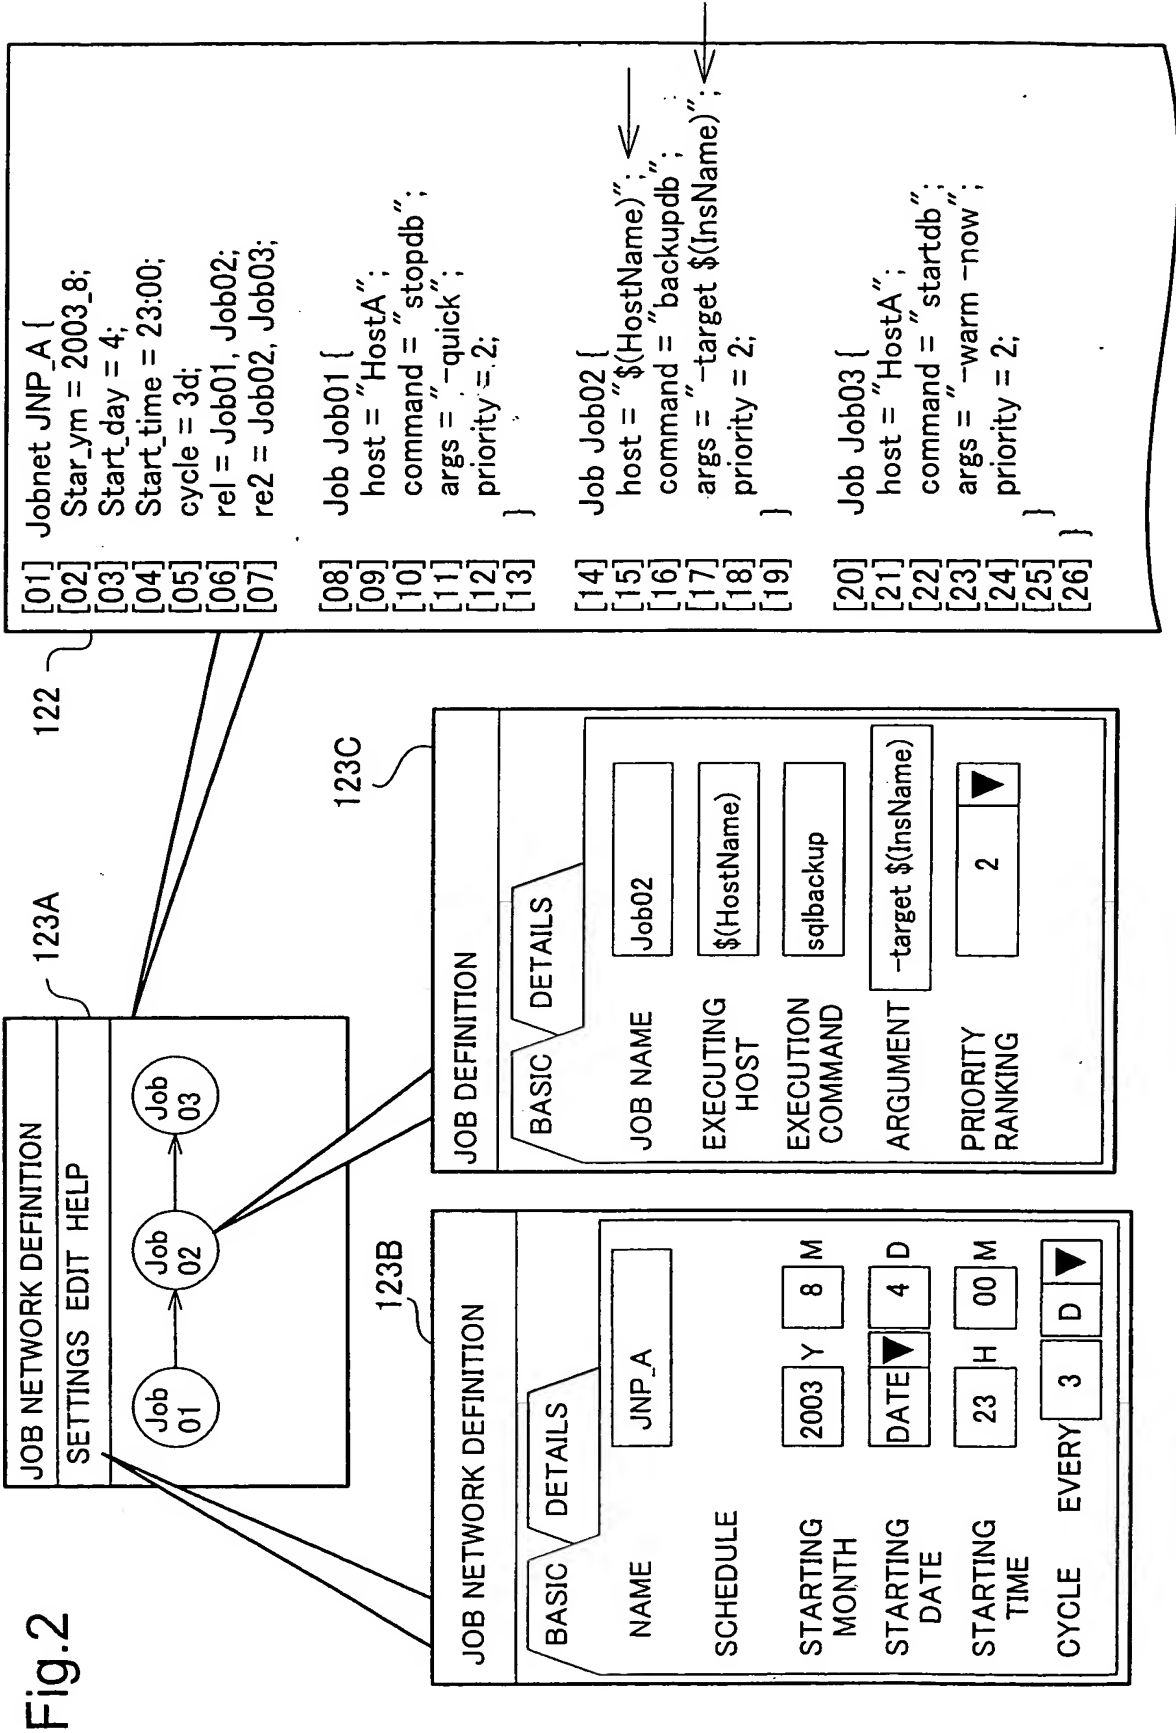 Fig.2
123A
JOB NETWORK DEFINITION
SETTINGS EDIT HELP
Job 01
Job 02
Job 03
123B
JOB NETWORK DEFINITION
BASIC DETAILS
NAME JNP_A
SCHEDULE
STARTING MONTH 2003 Y 8 M
STARTING DATE DATE▼ 4 D
STARTING TIME 23 H 00 M
CYCLE EVERY 3 D ▼
123C
JOB DEFINITION
BASIC DETAILS
JOB NAME Job02
EXECUTING HOST $(HostName)
EXECUTION COMMAND sqlbackup
ARGUMENT -target $(InsName)
PRIORITY RANKING 2 ▼
122
[01] Jobnet JNP_A {
[02] Star_ym = 2003_8;
[03] Start_day = 4;
[04] Start_time = 23:00;
[05] cycle = 3d;
[06] rel = Job01, Job02;
[07] re2 = Job02, Job03;
[08] Job Job01 {
[09] host = "HostA";
[10] command = "stopdb";
[11] args = "-quick";
[12] priority = 2;
[13] }
[14] Job Job02 {
[15] host = "$(HostName)";
[16] command = "backupdb";
[17] args = "-target $(InsName)";
[18] priority = 2;
[19] }
[20] Job Job03 {
[21] host = "HostA";
[22] command = "startdb";
[23] args = "-warm -now";
[24] priority = 2;
[25] }
[26] }